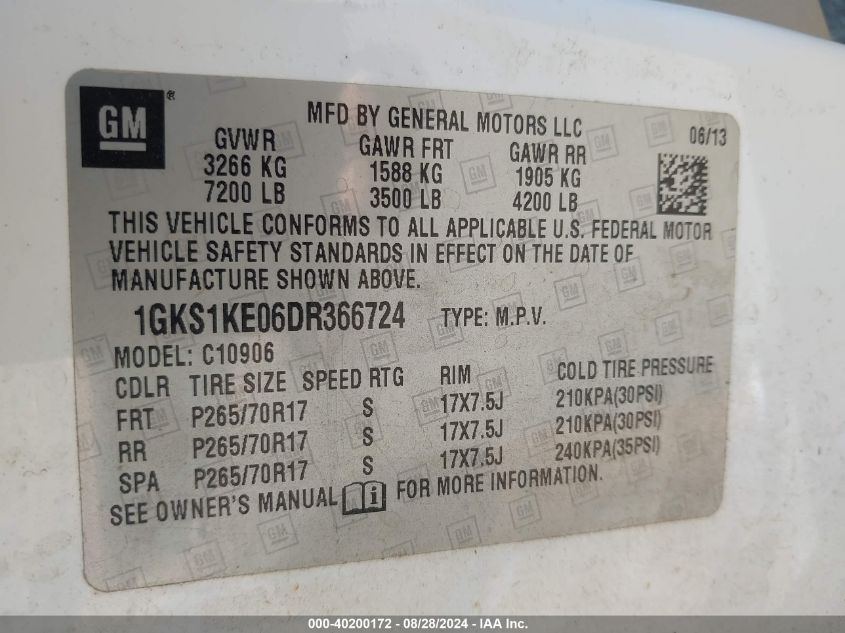 GM ®
MFD BY GENERAL MOTORS LLC 06/13
GVWR GAWR FRT GAWR RR
3266 KG 1588 KG 1905 KG
7200 LB 3500 LB 4200 LB
THIS VEHICLE CONFORMS TO ALL APPLICABLE U.S. FEDERAL MOTOR
VEHICLE SAFETY STANDARDS IN EFFECT ON THE DATE OF
MANUFACTURE SHOWN ABOVE.
1GKS1KE06DR366724 TYPE: M.P.V.
MODEL: C10906
CDLR TIRE SIZE SPEED RTG RIM COLD TIRE PRESSURE
FRT P265/70R17 S 17X7.5J 210KPA(30PSI)
RR P265/70R17 S 17X7.5J 210KPA(30PSI)
SPA P265/70R17 S 17X7.5J 240KPA(35PSI)
SEE OWNER'S MANUAL i FOR MORE INFORMATION.
000-40200172 | 08/28/2024 | IAA Inc.